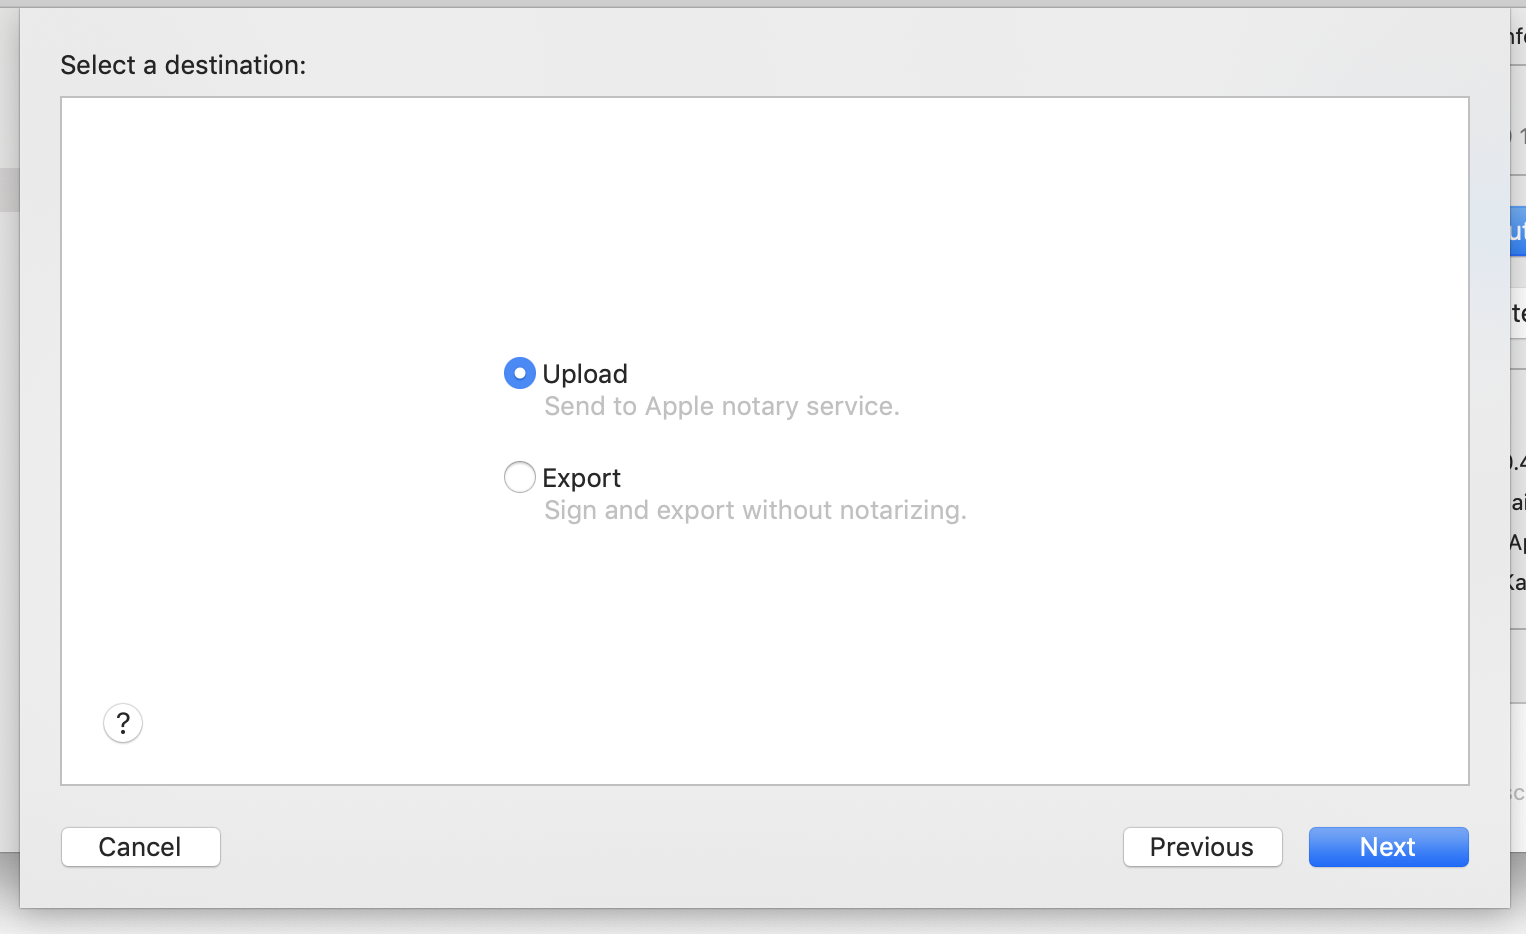 Select a destination:
Upload
Send to Apple notary service.
Export
Sign and export without notarizing.
?
Cancel
Previous
Next